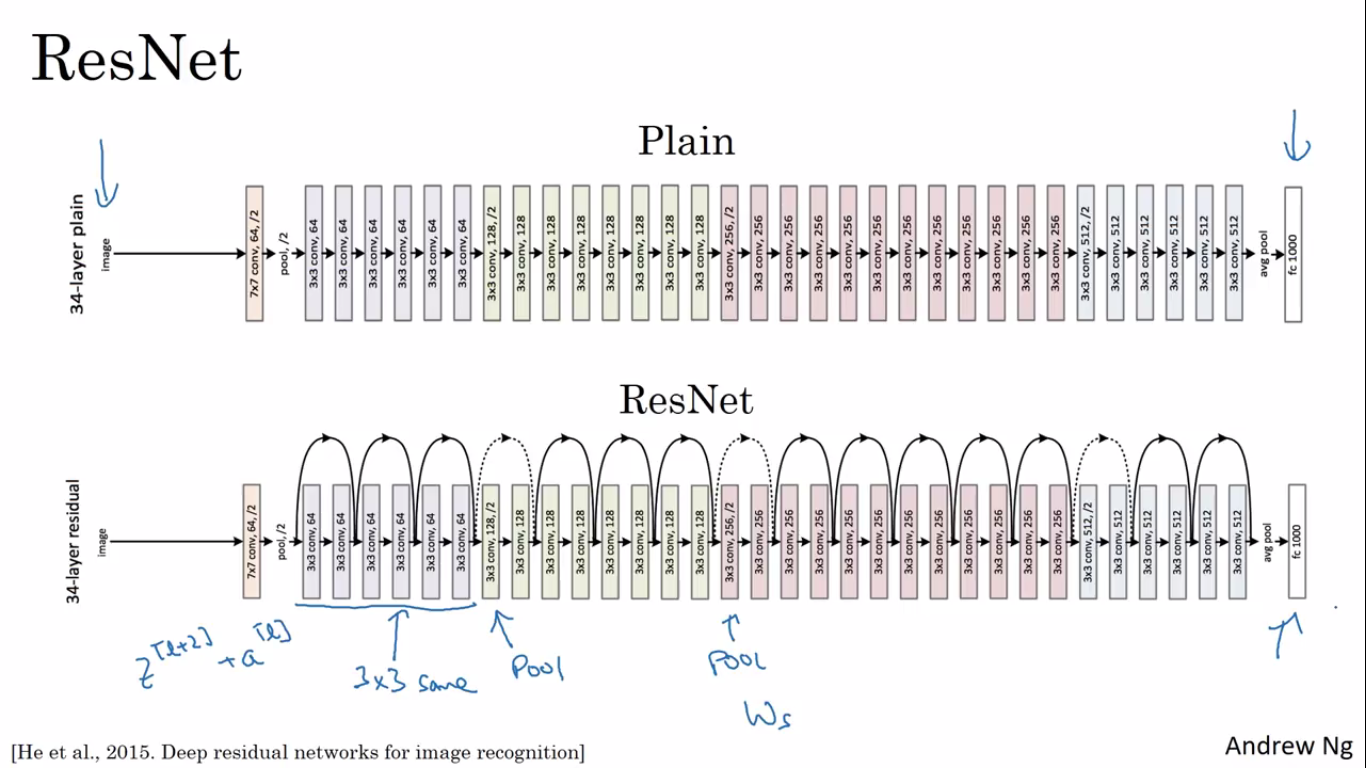 ResNet
Plain
34-layer plain
image
7x7 conv, 64, /2
pool, /2
3x3 conv, 64
3x3 conv, 64
3x3 conv, 64
3x3 conv, 64
3x3 conv, 64
3x3 conv, 64
3x3 conv, 128, /2
3x3 conv, 128
3x3 conv, 128
3x3 conv, 128
3x3 conv, 128
3x3 conv, 128
3x3 conv, 128
3x3 conv, 128
3x3 conv, 256, /2
3x3 conv, 256
3x3 conv, 256
3x3 conv, 256
3x3 conv, 256
3x3 conv, 256
3x3 conv, 256
3x3 conv, 256
3x3 conv, 256
3x3 conv, 256
3x3 conv, 256
3x3 conv, 256
3x3 conv, 512, /2
3x3 conv, 512
3x3 conv, 512
3x3 conv, 512
3x3 conv, 512
3x3 conv, 512
avg pool
fc 1000
ResNet
34-layer residual
image
7x7 conv, 64, /2
pool, /2
3x3 conv, 64
3x3 conv, 64
3x3 conv, 64
3x3 conv, 64
3x3 conv, 64
3x3 conv, 64
3x3 conv, 128, /2
3x3 conv, 128
3x3 conv, 128
3x3 conv, 128
3x3 conv, 128
3x3 conv, 128
3x3 conv, 128
3x3 conv, 128
3x3 conv, 256, /2
3x3 conv, 256
3x3 conv, 256
3x3 conv, 256
3x3 conv, 256
3x3 conv, 256
3x3 conv, 256
3x3 conv, 256
3x3 conv, 256
3x3 conv, 256
3x3 conv, 256
3x3 conv, 256
3x3 conv, 512, /2
3x3 conv, 512
3x3 conv, 512
3x3 conv, 512
3x3 conv, 512
3x3 conv, 512
avg pool
fc 1000
z[l+2] + a[l]
3x3 same
Pool
Pool
Ws
[He et al., 2015. Deep residual networks for image recognition]
Andrew Ng